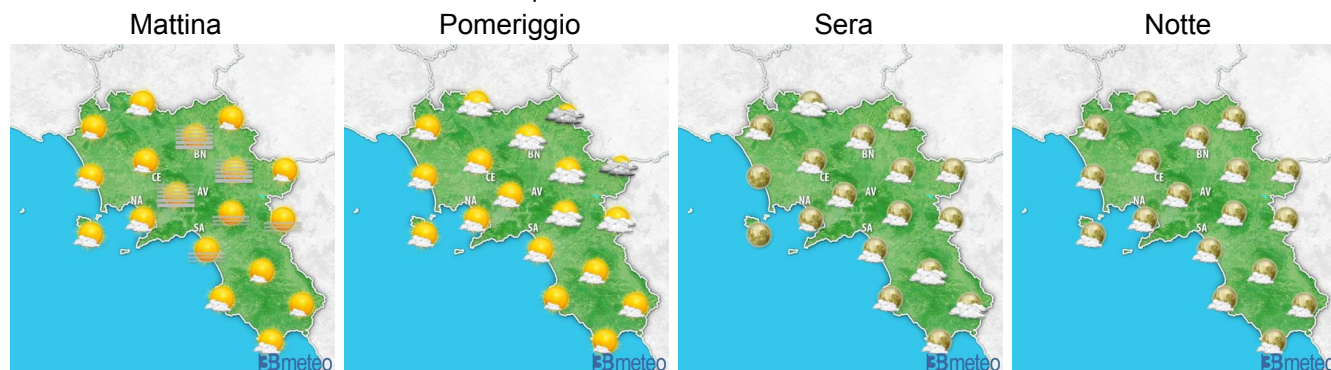 Mattina Pomeriggio Sera Notte
BN BN BN BN
CE AV CE AV CE AV CE AV
NA NA NA NA
SA SA SA SA
3Bmeteo 3Bmeteo 3Bmeteo 3Bmeteo